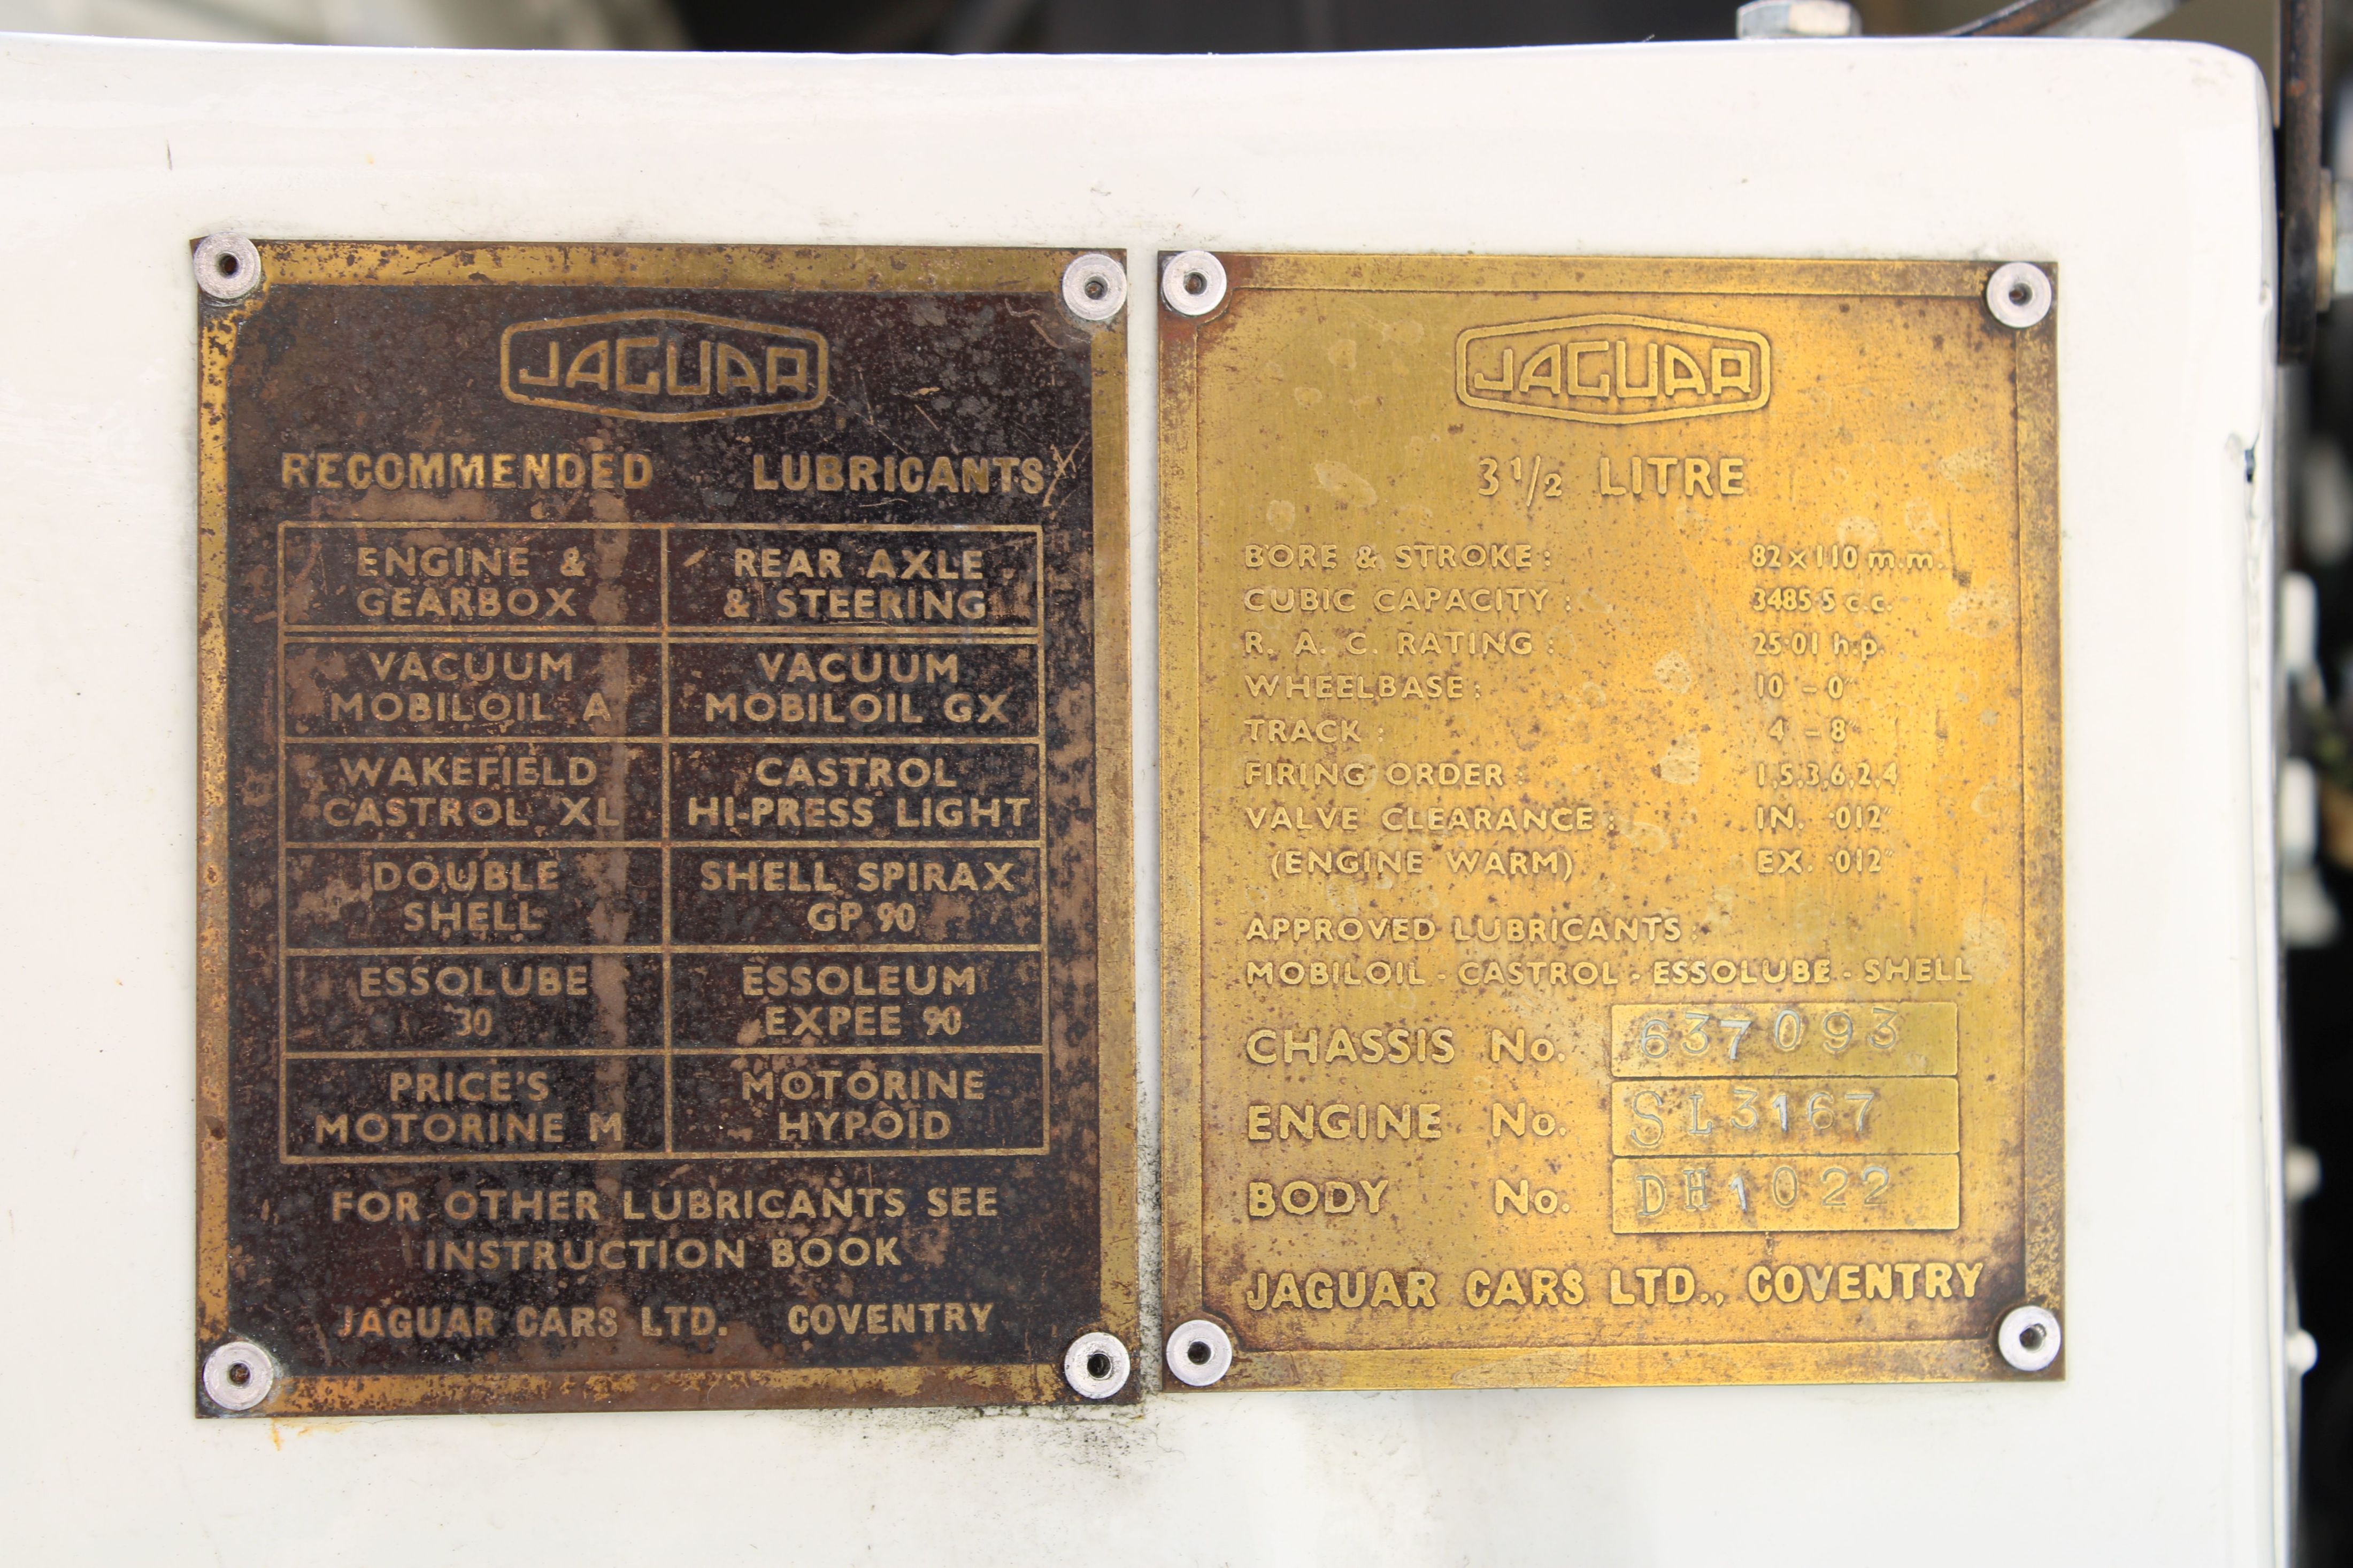 JAGUAR
RECOMMENDED LUBRICANTS
ENGINE & GEARBOX
REAR AXLE & STEERING
VACUUM MOBILOIL A
VACUUM MOBILOIL GX
WAKEFIELD CASTROL XL
CASTROL HI-PRESS LIGHT
DOUBLE SHELL
SHELL SPIRAX GP 90
ESSOLUBE 30
ESSOLEUM EXPEE 90
PRICE'S MOTORINE M
MOTORINE HYPOID
FOR OTHER LUBRICANTS SEE
INSTRUCTION BOOK
JAGUAR CARS LTD. COVENTRY
JAGUAR
3 1/2 LITRE
BORE & STROKE: 82 x 110 m.m.
CUBIC CAPACITY: 3485·5 c.c.
R. A. C. RATING: 25·01 h.p.
WHEELBASE: 10' - 0"
TRACK: 4' - 8"
FIRING ORDER: 1,5,3,6,2,4
VALVE CLEARANCE: IN. ·012"
(ENGINE WARM) EX. ·012"
APPROVED LUBRICANTS:
MOBILOIL - CASTROL - ESSOLUBE - SHELL
CHASSIS No. 637093
ENGINE No. SL3167
BODY No. DH1022
JAGUAR CARS LTD., COVENTRY